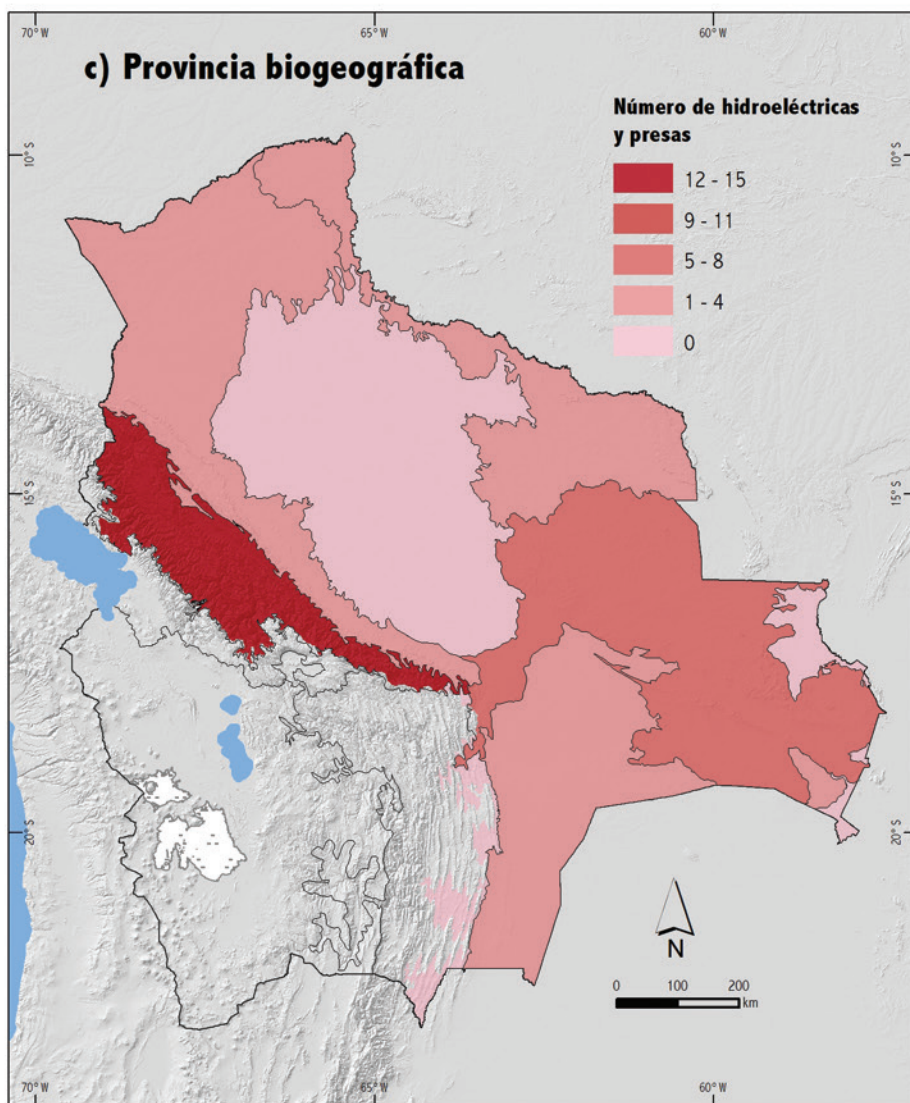 70° W
65° W
60° W
c) Provincia biogeográfica
Número de hidroeléctricas
y presas
12 - 15
9 - 11
5 - 8
1 - 4
0
10° S
10° S
15° S
15° S
20° S
20° S
N
0 100 200
km
70° W
65° W
60° W